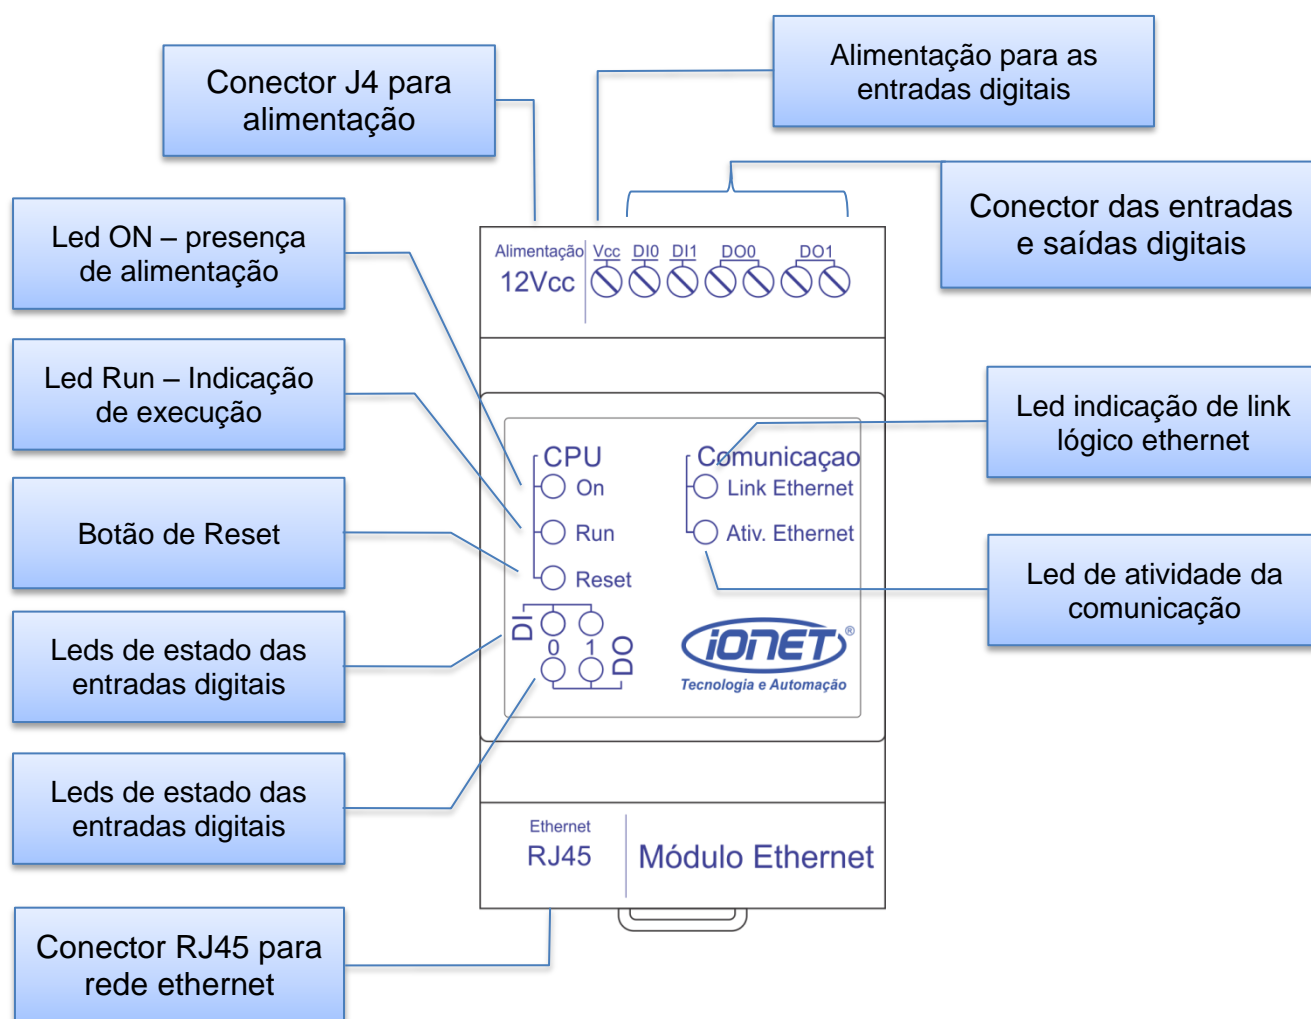 Conector J4 para
alimentação
Alimentação para as
entradas digitais
Conector das entradas
e saídas digitais
Led ON – presença
de alimentação
Led Run – Indicação
de execução
Botão de Reset
Leds de estado das
entradas digitais
Leds de estado das
entradas digitais
Conector RJ45 para
rede ethernet
Led indicação de link
lógico ethernet
Led de atividade da
comunicação
Alimentação
12Vcc
Vcc DI0 DI1 DO0 DO1
CPU
On
Run
Reset
Comunicaçao
Link Ethernet
Ativ. Ethernet
DI
0 1
DO
iONET®
Tecnologia e Automação
Ethernet
RJ45
Módulo Ethernet